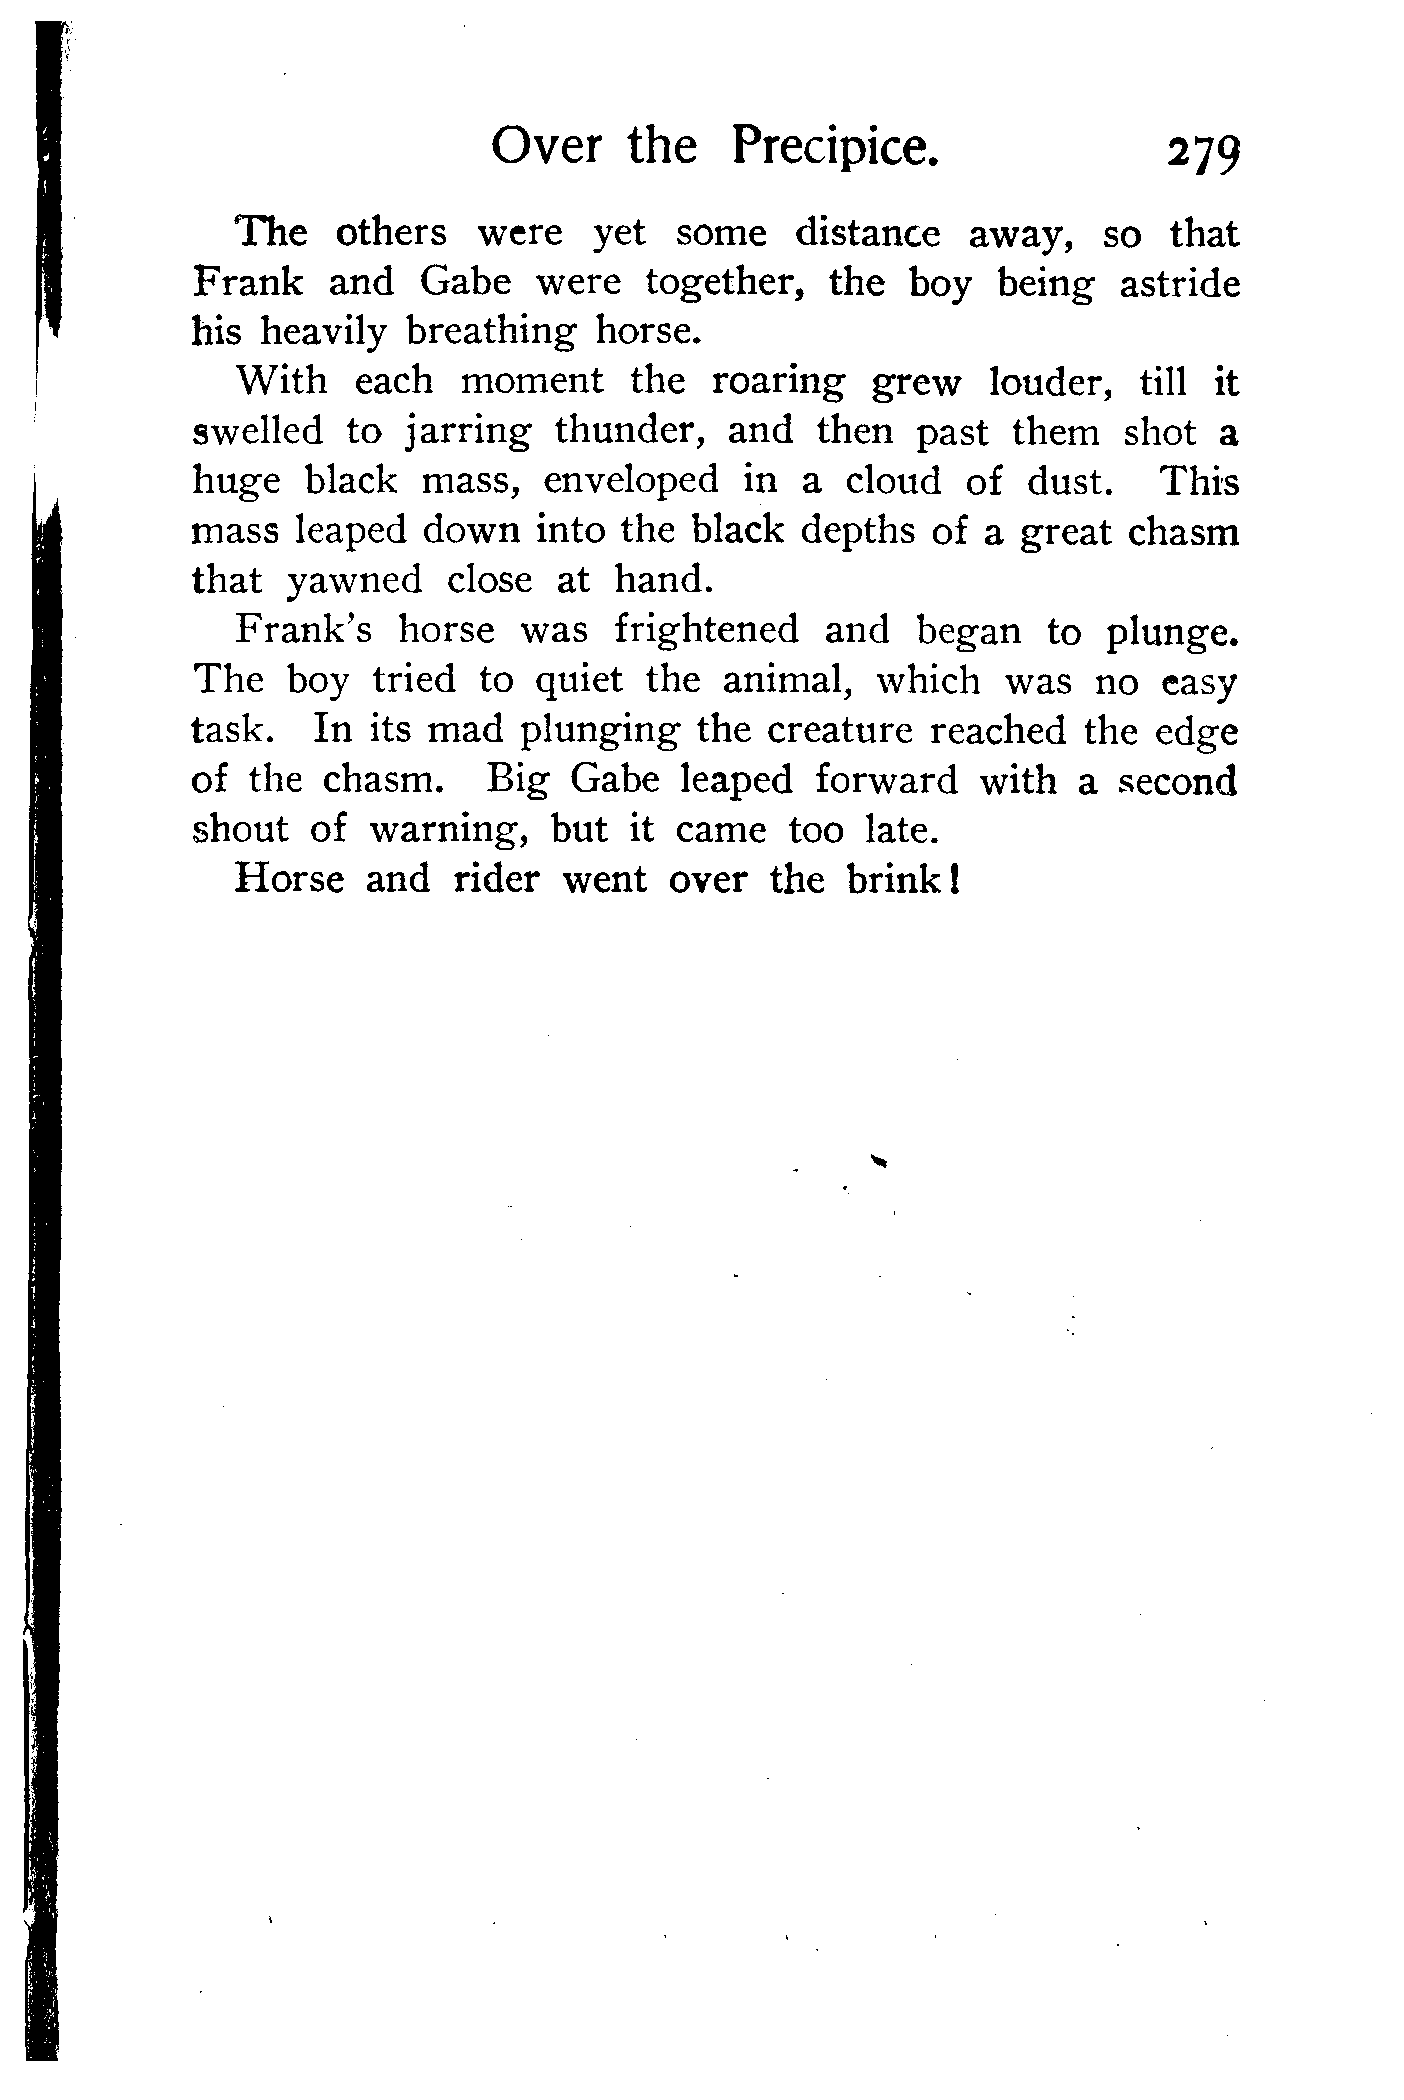 Over the Precipice. 279
The others were yet some distance away, so that
Frank and Gabe were together, the boy being astride
his heavily breathing horse.
With each moment the roaring grew louder, till it
swelled to jarring thunder, and then past them shot a
huge black mass, enveloped in a cloud of dust. This
mass leaped down into the black depths of a great chasm
that yawned close at hand.
Frank's horse was frightened and began to plunge.
The boy tried to quiet the animal, which was no easy
task. In its mad plunging the creature reached the edge
of the chasm. Big Gabe leaped forward with a second
shout of warning, but it came too late.
Horse and rider went over the brink!